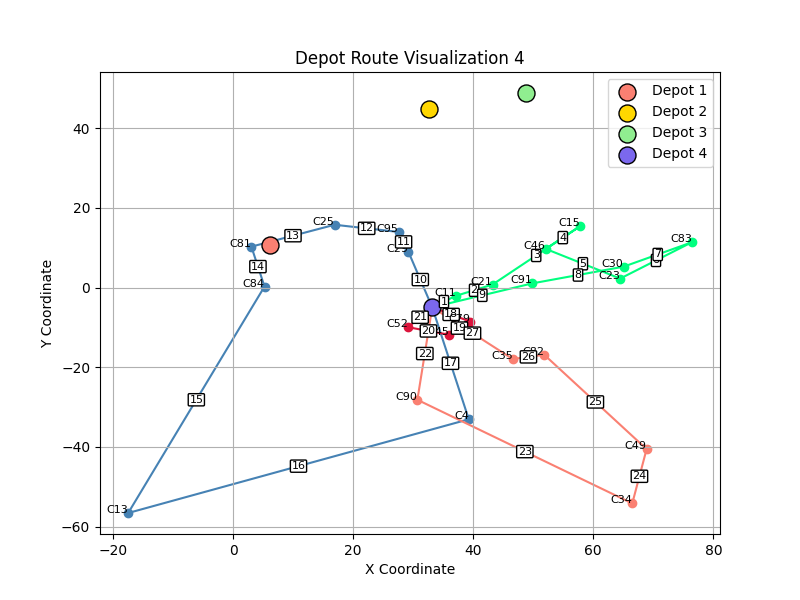 Depot Route Visualization 4
Depot 1
Depot 2
Depot 3
Depot 4
Y Coordinate
X Coordinate
40
20
0
−20
−40
−60
−20
0
20
40
60
80
C15
C83
C46
C30
C23
C91
C21
C11
C25
C95
C81
C84
C52
C35
C90
C4
C49
C34
C13
1
3
4
5
7
8
9
10
11
12
13
14
15
16
17
18
19
20
21
22
23
24
25
26
27